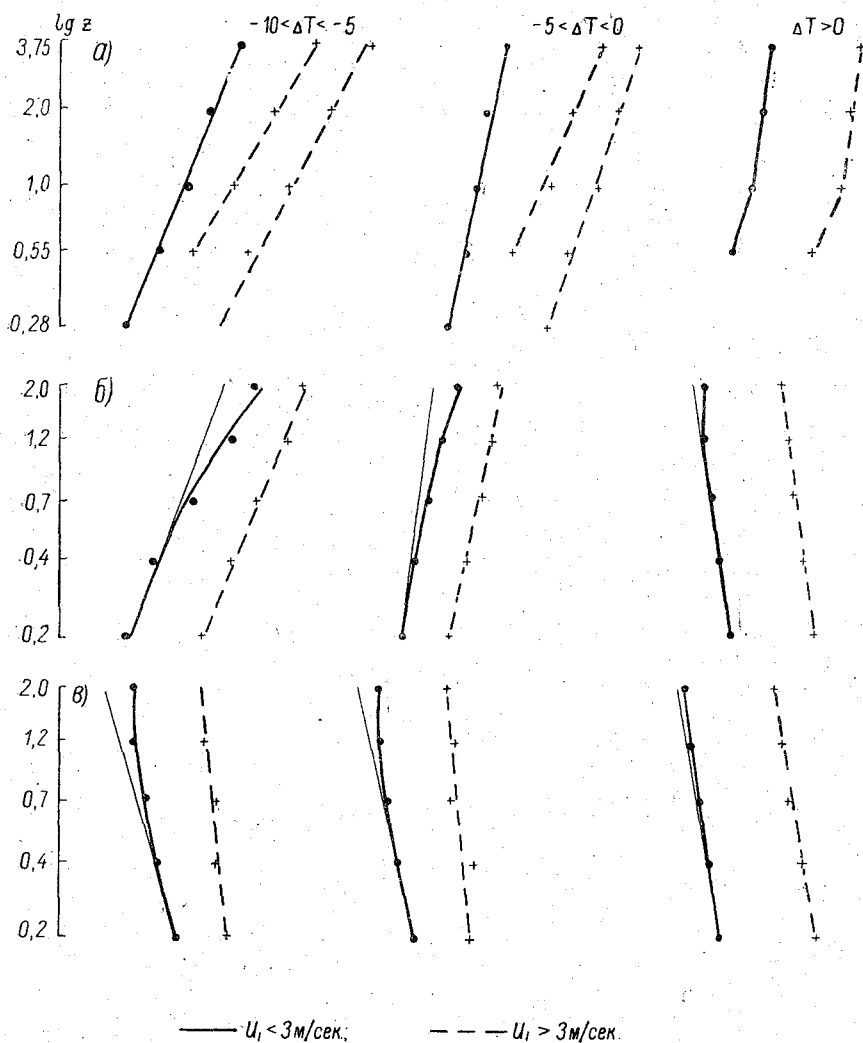 lg z
-10 < ΔT < -5
-5 < ΔT < 0
ΔT > 0
а)
3,75
2,0
1,0
0,55
0,28
б)
2,0
1,2
0,7
0,4
0,2
в)
2,0
1,2
0,7
0,4
0,2
U₁ < 3 м/сек;
U₁ > 3 м/сек.